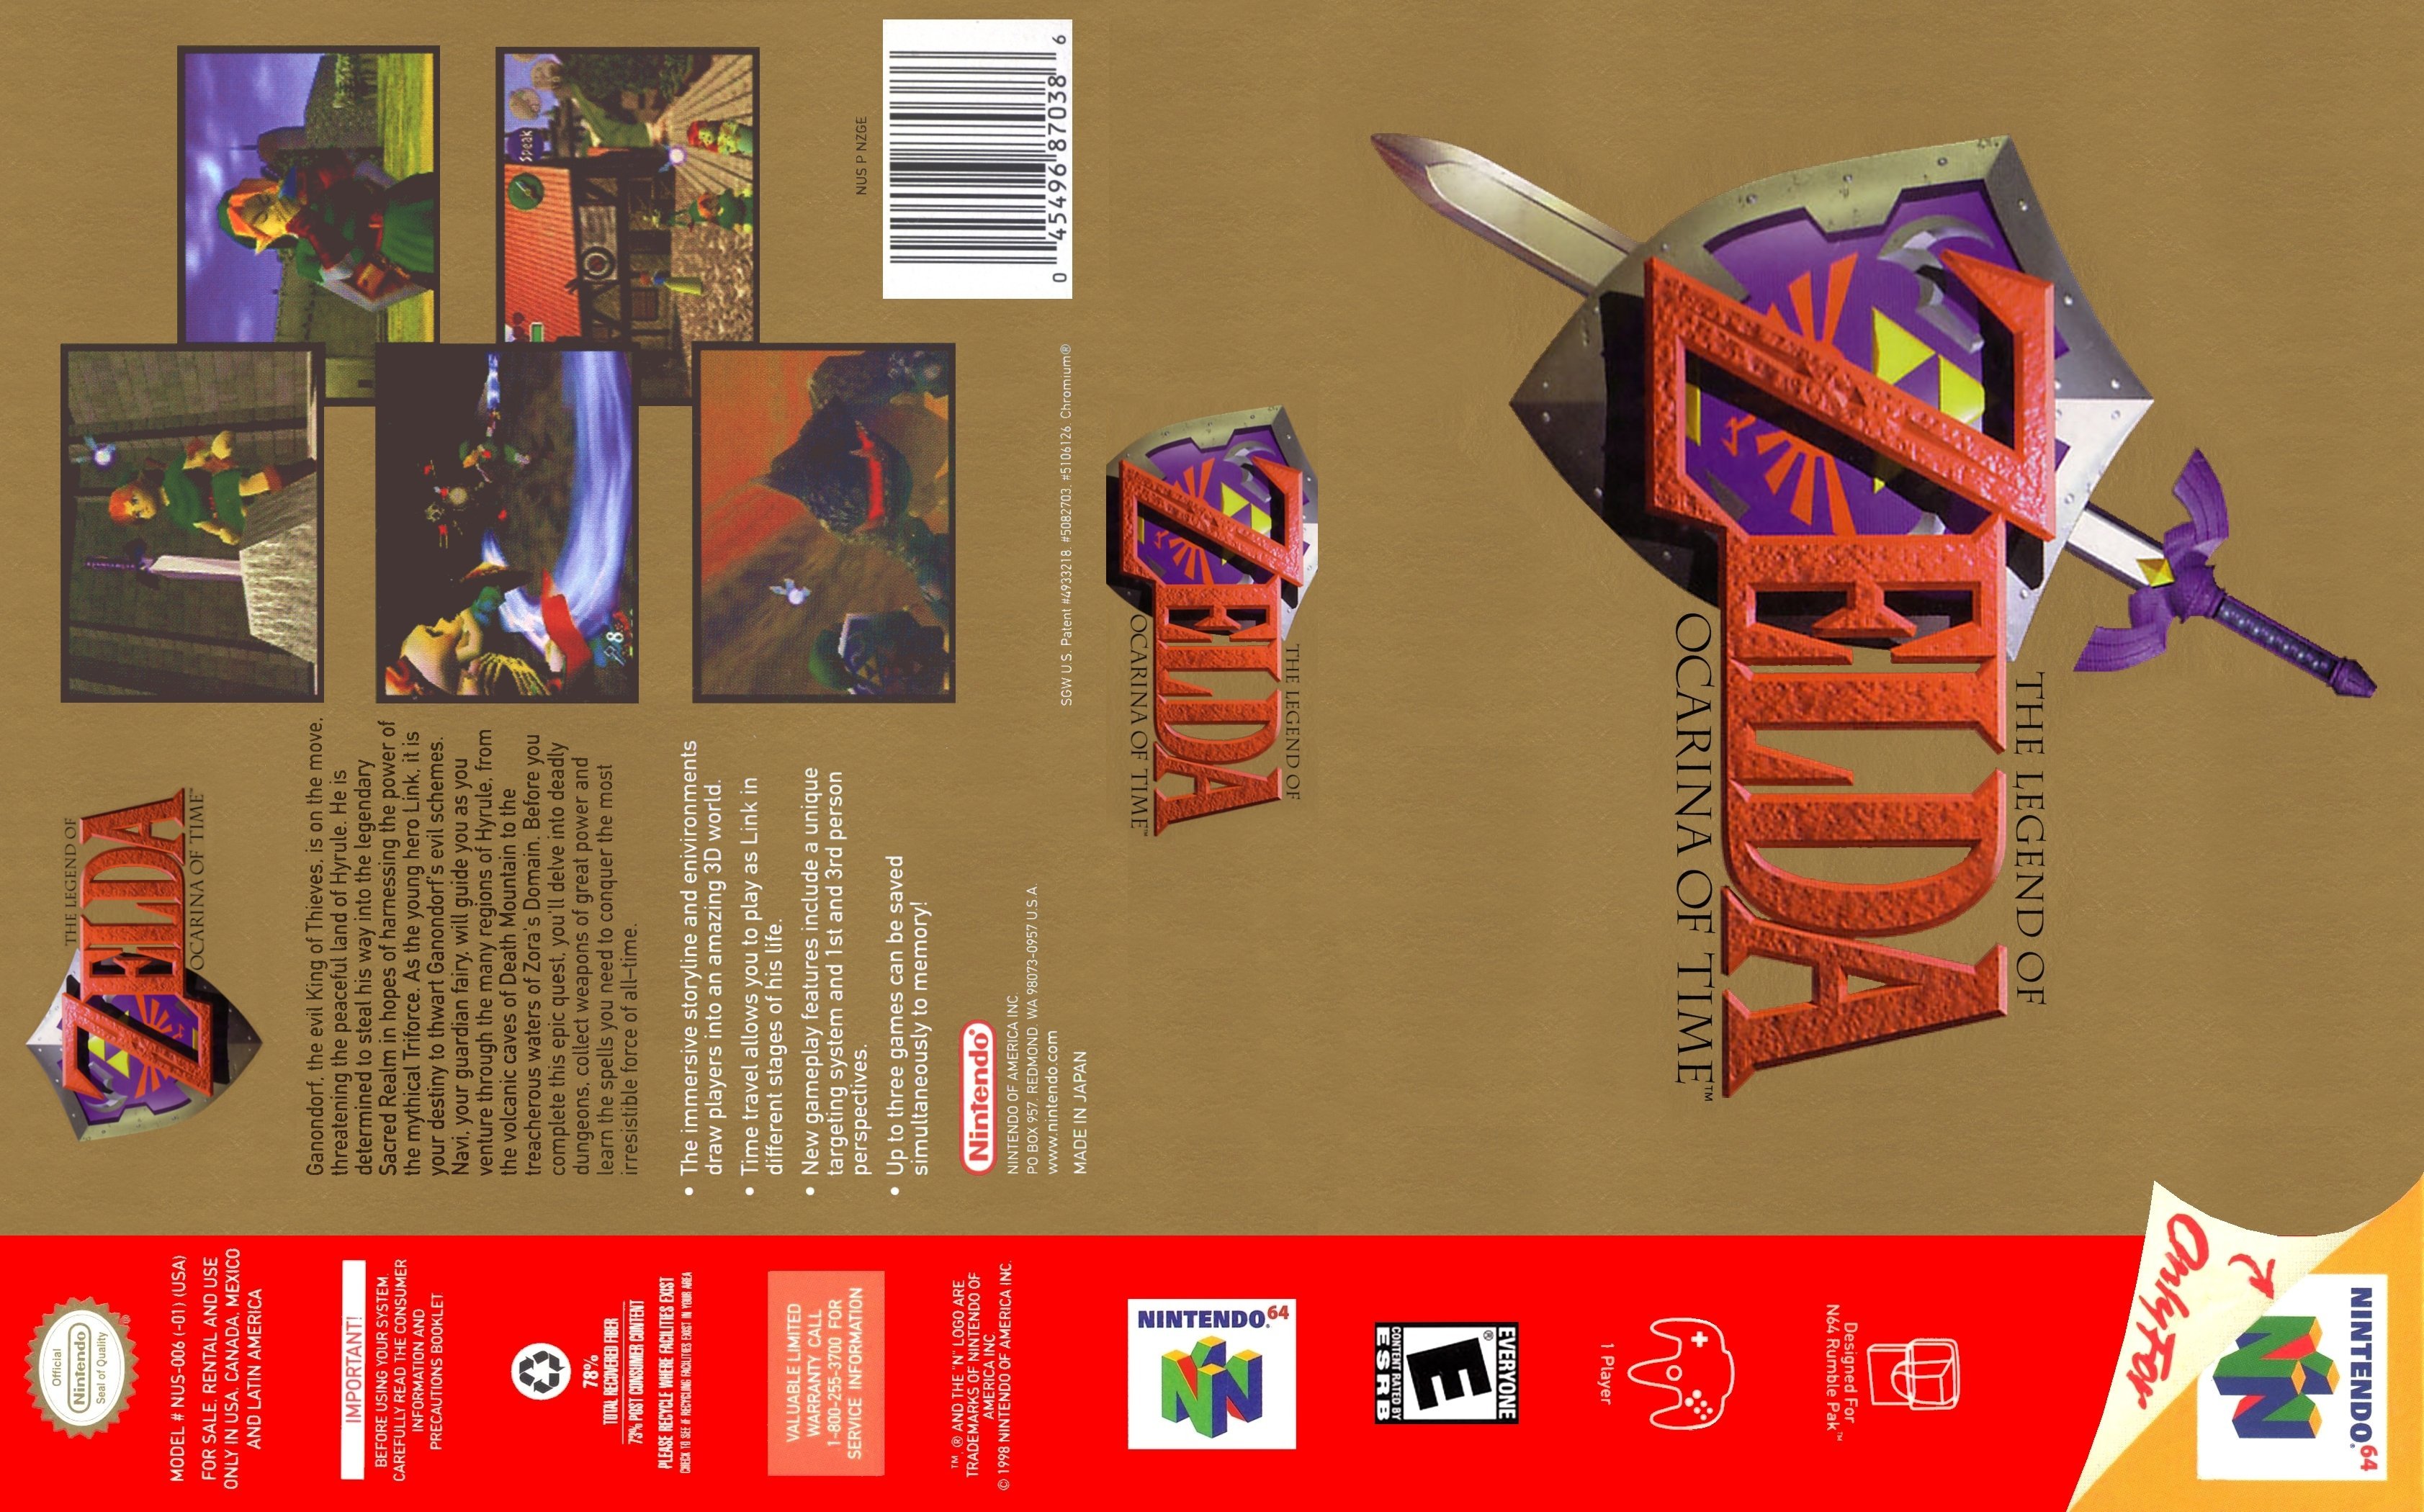 THE LEGEND OF
ZELDA
OCARINA OF TIME™
Ganondorf, the evil King of Thieves, is on the move,
threatening the peaceful land of Hyrule. He is
determined to steal his way into the legendary
Sacred Realm in hopes of harnessing the power of
the mythical Triforce. As the young hero Link, it is
your destiny to thwart Ganondorf's evil schemes.
Navi, your guardian fairy, will guide you as you
venture through the many regions of Hyrule, from
the volcanic caves of Death Mountain to the
treacherous waters of Zora's Domain. Before you
complete this epic quest, you'll delve into deadly
dungeons, collect weapons of great power and
learn the spells you need to conquer the most
irresistible force of all-time.
• The immersive storyline and enivironments
draw players into an amazing 3D world.
• Time travel allows you to play as Link in
different stages of his life.
• New gameplay features include a unique
targeting system and 1st and 3rd person
perspectives.
• Up to three games can be saved
simultaneously to memory!
Nintendo®
NINTENDO OF AMERICA INC.
PO BOX 957, REDMOND WA 98073-0957 U.S.A.
www.nintendo.com
MADE IN JAPAN
Speak
8
NUS P NZGE
0 45496 87038 6
SGW U.S. Patent #4933218, #5082703, #5106126. Chromium®
Official
Nintendo
Seal of Quality
®
MODEL # NUS-006 (-01) (USA)
FOR SALE, RENTAL AND USE
ONLY IN USA, CANADA, MEXICO
AND LATIN AMERICA
IMPORTANT!
BEFORE USING YOUR SYSTEM,
CAREFULLY READ THE CONSUMER
INFORMATION AND
PRECAUTIONS BOOKLET
78%
TOTAL RECOVERED FIBER
73% POST CONSUMER CONTENT
PLEASE RECYCLE WHERE FACILITIES EXIST
CHECK TO SEE IF RECYCLING FACILITIES EXIST IN YOUR AREA
VALUABLE LIMITED
WARRANTY CALL
1-800-255-3700 FOR
SERVICE INFORMATION
™, ® AND THE "N" LOGO ARE
TRADEMARKS OF NINTENDO OF
AMERICA INC.
© 1998 NINTENDO OF AMERICA INC.
THE LEGEND OF
ZELDA
OCARINA OF TIME™
NINTENDO®64
THE LEGEND OF
ZELDA
OCARINA OF TIME™
EVERYONE
E®
CONTENT RATED BY
ESRB
1 Player
Designed For
N64 Rumble Pak™
Only For
NINTENDO®64